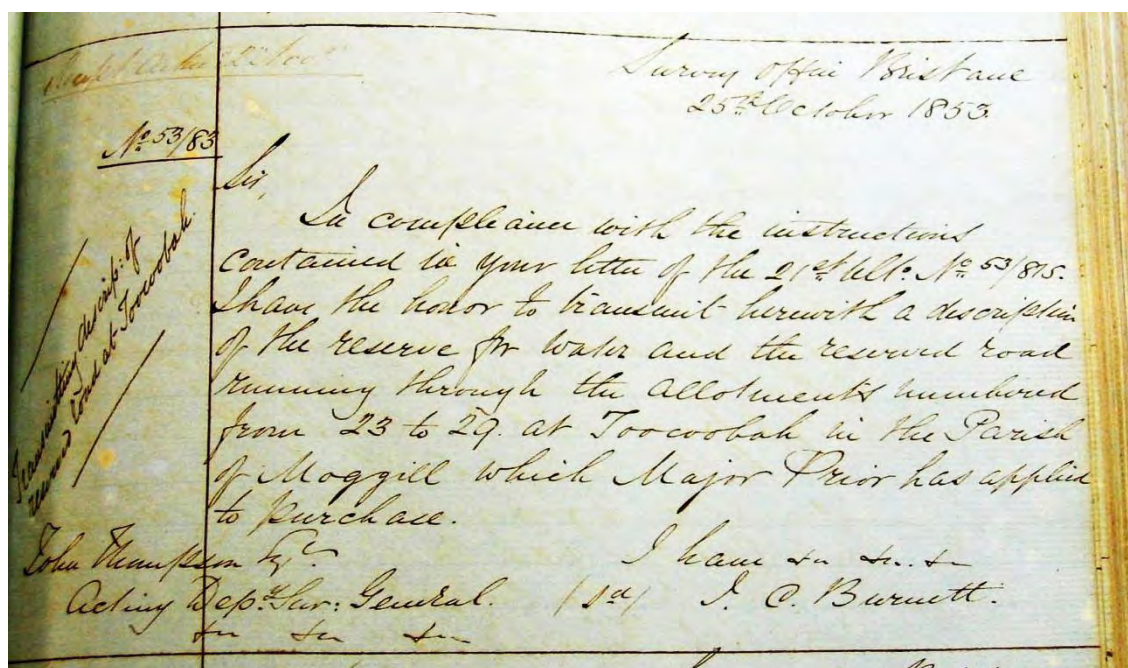 Survey Office Brisbane
25th October 1853
No 53/83
Transmitting descrip: of
reserved road at Toowoobah.
Sir,
In compliance with the instructions
contained in your letter of the 21st Ulto. No 53/815.
I have the honor to transmit herewith a description
of the reserve for water and the reserved road
running through the allotments numbered
from 23 to 29. at Toowoobah in the Parish
of Moggill which Major Prior has applied
to purchase.
John Thompson Esqr. I have &c &c. &c
Acting Depy. Sur: General. (sd) J. C. Burnett.
&c &c &c